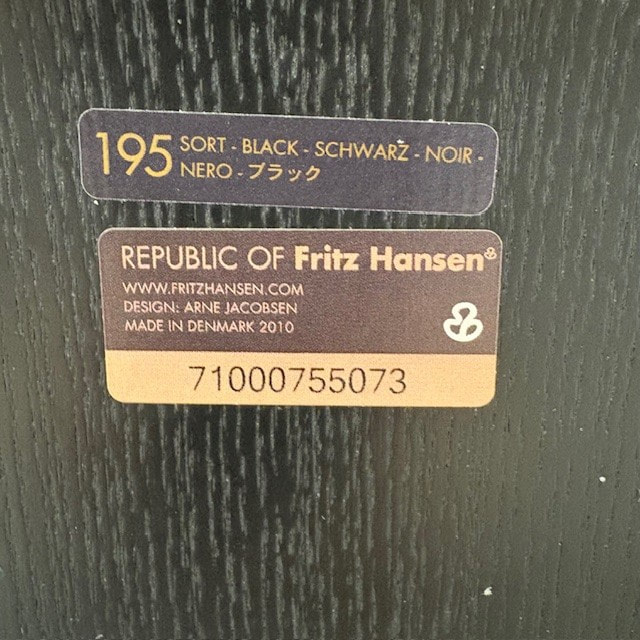 195 SORT - BLACK - SCHWARZ - NOIR -
NERO - ブラック
REPUBLIC OF Fritz Hansen
WWW.FRITZHANSEN.COM
DESIGN: ARNE JACOBSEN
MADE IN DENMARK 2010
71000755073